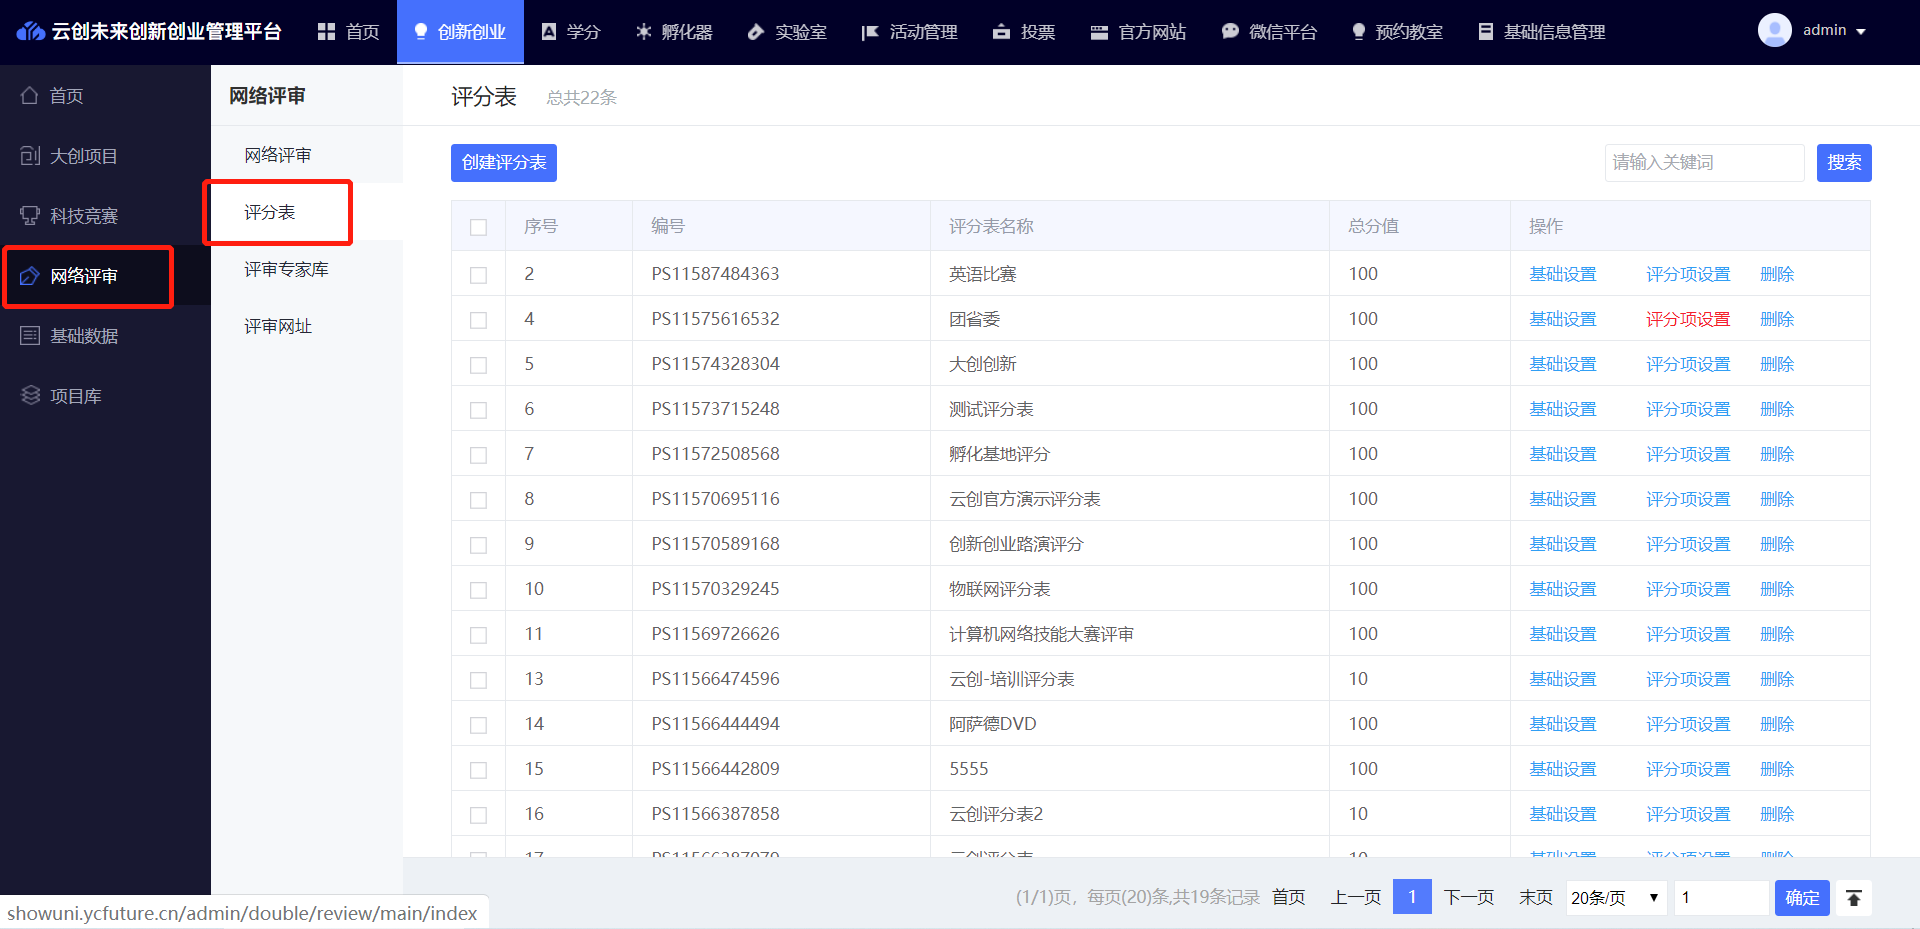 云创未来创新创业管理平台 首页 创新创业 学分 孵化器 实验室 活动管理 投票 官方网站 微信平台 预约教室 基础信息管理 admin
首页
大创项目
科技竞赛
网络评审
基础数据
项目库
网络评审
网络评审
评分表
评审专家库
评审网址
评分表 总共22条
创建评分表 请输入关键词 搜索
序号 编号 评分表名称 总分值 操作
2 PS11587484363 英语比赛 100 基础设置 评分项设置 删除
4 PS11575616532 团省委 100 基础设置 评分项设置 删除
5 PS11574328304 大创创新 100 基础设置 评分项设置 删除
6 PS11573715248 测试评分表 100 基础设置 评分项设置 删除
7 PS11572508568 孵化基地评分 100 基础设置 评分项设置 删除
8 PS11570695116 云创官方演示评分表 100 基础设置 评分项设置 删除
9 PS11570589168 创新创业路演评分 100 基础设置 评分项设置 删除
10 PS11570329245 物联网评分表 100 基础设置 评分项设置 删除
11 PS11569726626 计算机网络技能大赛评审 100 基础设置 评分项设置 删除
13 PS11566474596 云创-培训评分表 10 基础设置 评分项设置 删除
14 PS11566444494 阿萨德DVD 100 基础设置 评分项设置 删除
15 PS11566442809 5555 100 基础设置 评分项设置 删除
16 PS11566387858 云创评分表2 10 基础设置 评分项设置 删除
17 PS11566387079 云创评分表 10 基础设置 评分项设置 删除
(1/1)页，每页(20)条,共19条记录 首页 上一页 1 下一页 末页 20条/页 1 确定
showuni.ycfuture.cn/admin/double/review/main/index